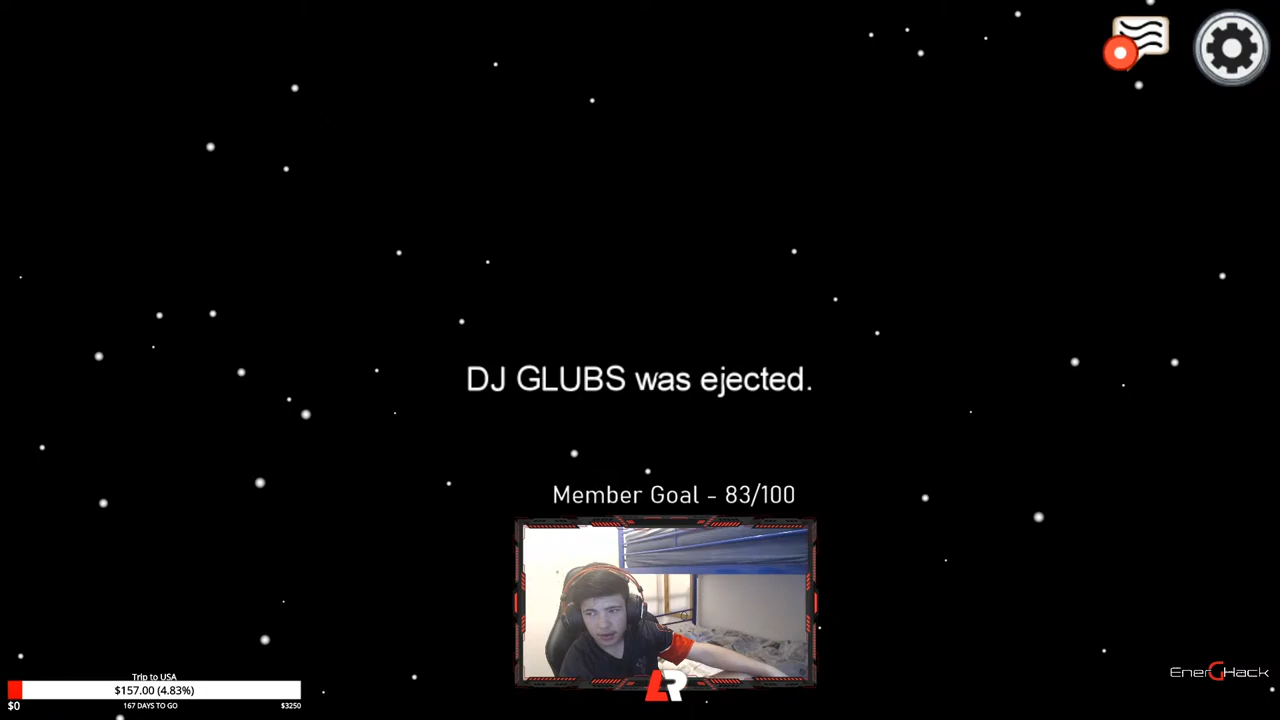 DJ GLUBS was ejected.
Member Goal - 83/100
Trip to USA
$157.00 (4.83%)
$0
167 DAYS TO GO
$3250
EnerGHack